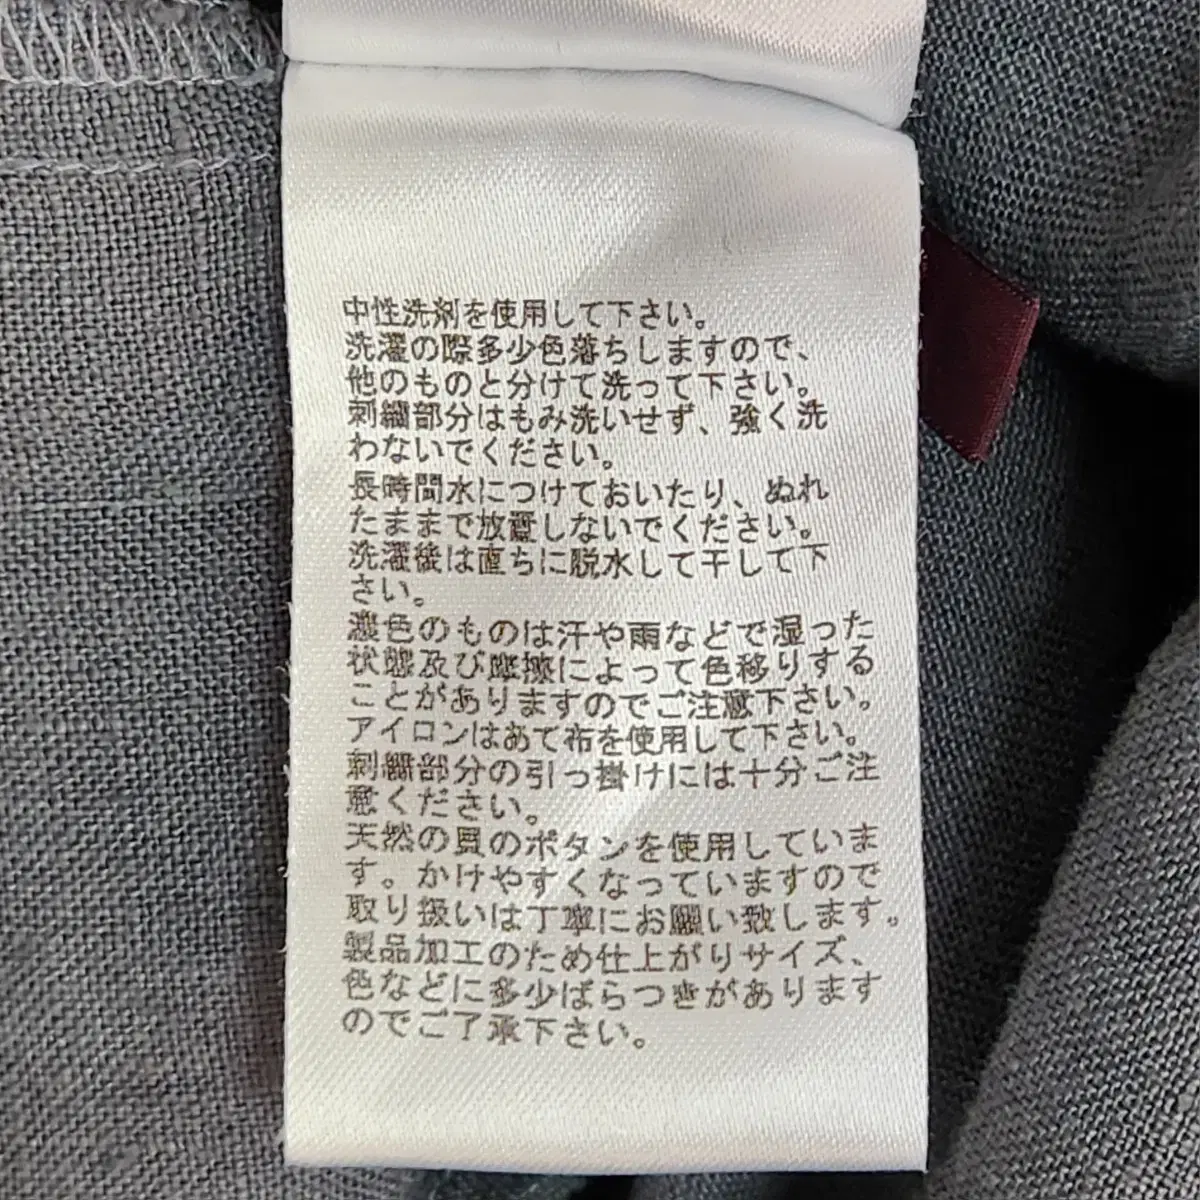 中性洗剤を使用して下さい。
洗濯の際多少色落ちしますので、
他のものと分けて洗って下さい。
刺繍部分はもみ洗いせず、強く洗
わないでください。
長時間水につけておいたり、ぬれ
たままで放置しないでください。
洗濯後は直ちに脱水して干して下
さい。
濃色のものは汗や雨などで湿った
状態及び摩擦によって色移りする
ことがありますのでご注意下さい。
アイロンはあて布を使用して下さい。
刺繍部分の引っ掛けには十分ご注
意ください。
天然の貝のボタンを使用していま
す。かけやすくなっていますので
取り扱いは丁寧にお願い致します。
製品加工のため仕上がりサイズ、
色などに多少ばらつきがあります
のでご了承下さい。